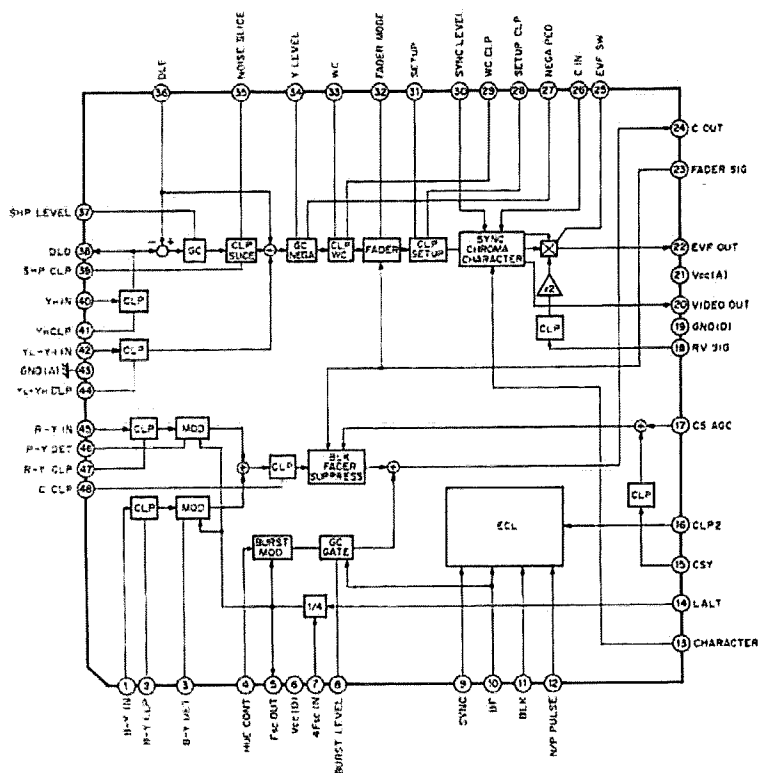 DLF
NOISE SLICE
Y LEVEL
WC
FADER MODE
SETUP
SYNC LEVEL
WC CLP
SETUP CLP
NEGA PCO
C IN
EVF SW
36
35
34
33
32
31
30
29
28
27
26
25
24 C OUT
23 FADER SIG
SHP LEVEL 37
DLO 38
- +
GC
CLP SLICE
+
GC NEGA
CLP WC
FADER
CLP SETUP
SYNC CHROMA CHARACTER
22 EVF OUT
SHP CLP 39
21 Vcc(A)
YH IN 40
CLP
×2
20 VIDEO OUT
YH CLP 41
19 GND(D)
YL-YH IN 42
CLP
CLP
18 RV SIG
GND(A) 43
YL-YH CLP 44
R-Y IN 45
CLP
MOD
17 CS AGC
R-Y DET 46
R-Y CLP 47
C CLP 48
CLP
BLK FADER SUPPRESS
CLP
CLP
MOD
ECL
16 CLP2
BURST MOD
GC GATE
15 CSY
1/4
14 LALT
13 CHARACTER
1
2
3
4
5
6
7
8
9
10
11
12
B-Y IN
B-Y CLP
B-Y DET
HUE CONT
Fsc OUT
Vcc(D)
4Fsc IN
BURST LEVEL
SYNC
BF
BLK
N/P PULSE